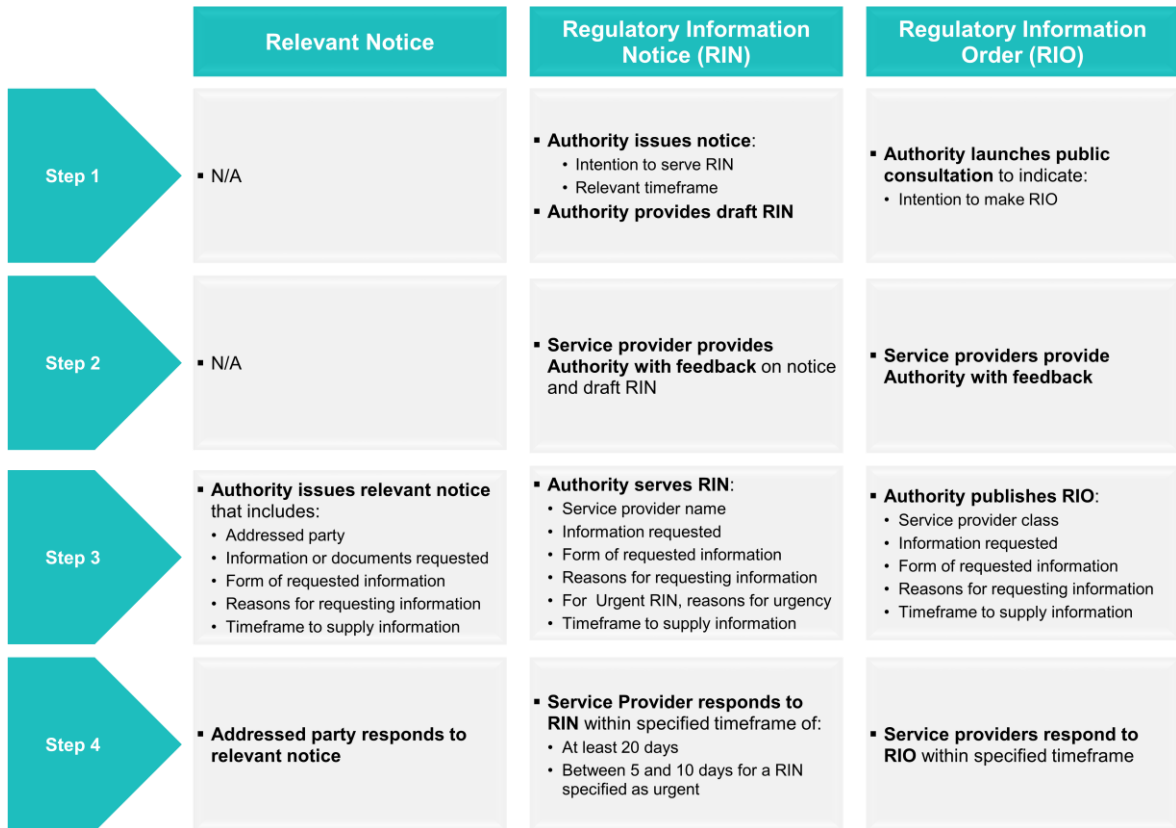 Relevant Notice
Regulatory Information
Notice (RIN)
Regulatory Information
Order (RIO)
Step 1
▪ N/A
▪ Authority issues notice:
• Intention to serve RIN
• Relevant timeframe
▪ Authority provides draft RIN
▪ Authority launches public
consultation to indicate:
• Intention to make RIO
Step 2
▪ N/A
▪ Service provider provides
Authority with feedback on notice
and draft RIN
▪ Service providers provide
Authority with feedback
Step 3
▪ Authority issues relevant notice
that includes:
• Addressed party
• Information or documents requested
• Form of requested information
• Reasons for requesting information
• Timeframe to supply information
▪ Authority serves RIN:
• Service provider name
• Information requested
• Form of requested information
• Reasons for requesting information
• For Urgent RIN, reasons for urgency
• Timeframe to supply information
▪ Authority publishes RIO:
• Service provider class
• Information requested
• Form of requested information
• Reasons for requesting information
• Timeframe to supply information
Step 4
▪ Addressed party responds to
relevant notice
▪ Service Provider responds to
RIN within specified timeframe of:
• At least 20 days
• Between 5 and 10 days for a RIN
specified as urgent
▪ Service providers respond to
RIO within specified timeframe